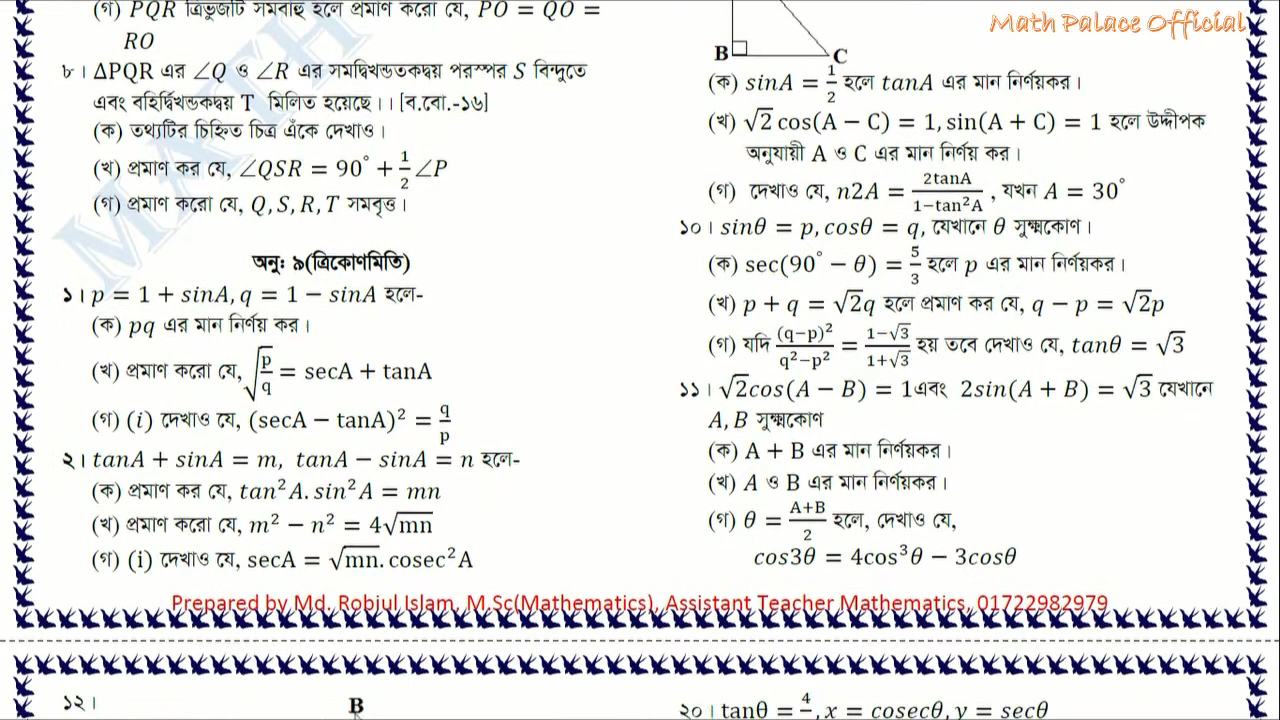 Math Palace Official
(গ) PQR ত্রিভুজটি সমবাহু হলে প্রমাণ করো যে, PO = QO =
RO
৮। ΔPQR এর ∠Q ও ∠R এর সমদ্বিখন্ডতকদ্বয় পরস্পর S বিন্দুতে
এবং বহির্দ্বিখন্ডকদ্বয় T মিলিত হয়েছে।। [ব.বো.-১৬]
(ক) তথ্যটির চিহ্নিত চিত্র এঁকে দেখাও।
(খ) প্রমাণ কর যে, ∠QSR = 90° + 1/2 ∠P
(গ) প্রমাণ করো যে, Q, S, R, T সমবৃত্ত।
অনুঃ ৯(ত্রিকোণমিতি)
১। p = 1 + sinA, q = 1 − sinA হলে-
(ক) pq এর মান নির্ণয় কর।
(খ) প্রমাণ করো যে, √(p/q) = secA + tanA
(গ) (i) দেখাও যে, (secA − tanA)² = q/p
২। tanA + sinA = m, tanA − sinA = n হলে-
(ক) প্রমাণ কর যে, tan²A. sin²A = mn
(খ) প্রমাণ করো যে, m² − n² = 4√mn
(গ) (i) দেখাও যে, secA = √mn. cosec²A
B C
(ক) sinA = 1/2 হলে tanA এর মান নির্ণয়কর।
(খ) √2 cos(A − C) = 1, sin(A + C) = 1 হলে উদ্দীপক
অনুযায়ী A ও C এর মান নির্ণয় কর।
(গ) দেখাও যে, n2A = 2tanA/1−tan²A , যখন A = 30°
১০। sinθ = p, cosθ = q, যেখানে θ সুক্ষ্মকোণ।
(ক) sec(90° − θ) = 5/3 হলে p এর মান নির্ণয়কর।
(খ) p + q = √2q হলে প্রমাণ কর যে, q − p = √2p
(গ) যদি (q−p)²/q²−p² = 1−√3/1+√3 হয় তবে দেখাও যে, tanθ = √3
১১। √2cos(A − B) = 1এবং 2sin(A + B) = √3 যেখানে
A, B সুক্ষ্মকোণ
(ক) A + B এর মান নির্ণয়কর।
(খ) A ও B এর মান নির্ণয়কর।
(গ) θ = A+B/2 হলে, দেখাও যে,
cos3θ = 4cos³θ − 3cosθ
Prepared by Md. Robiul Islam, M.Sc(Mathematics), Assistant Teacher Mathematics, 01722982979
১২।
B
২০। tanθ = 4/ , x = cosecθ, y = secθ
MATH